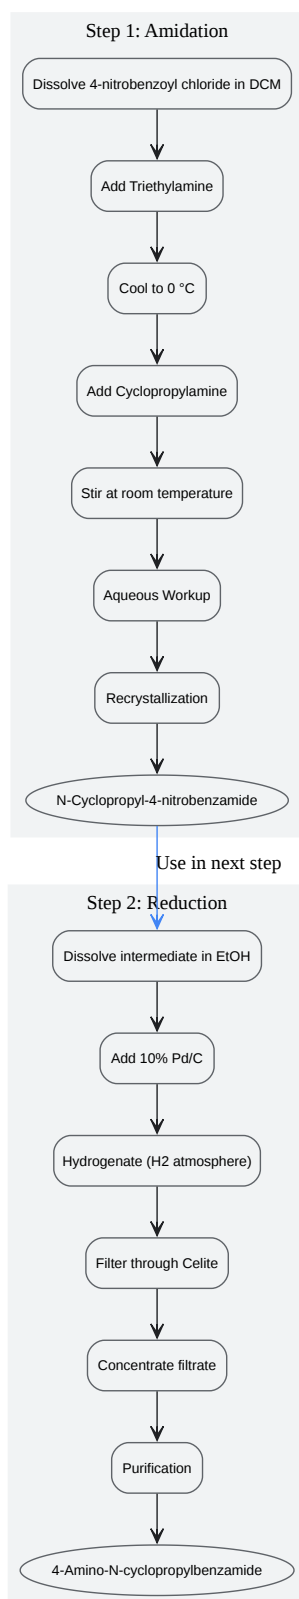 Step 1: Amidation
Dissolve 4-nitrobenzoyl chloride in DCM
Add Triethylamine
Cool to 0 °C
Add Cyclopropylamine
Stir at room temperature
Aqueous Workup
Recrystallization
N-Cyclopropyl-4-nitrobenzamide
Use in next step
Step 2: Reduction
Dissolve intermediate in EtOH
Add 10% Pd/C
Hydrogenate (H2 atmosphere)
Filter through Celite
Concentrate filtrate
Purification
4-Amino-N-cyclopropylbenzamide